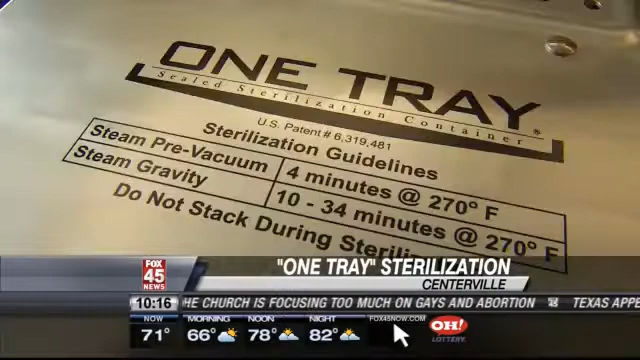 ONE TRAY®
Sealed Sterilization Container
U.S. Patent # 6,319,481
Sterilization Guidelines
Steam Pre-Vacuum 4 minutes @ 270º F
Steam Gravity 10 - 34 minutes @ 270º F
Do Not Stack During
FOX
45
NEWS
"ONE TRAY" STERILIZATION
CENTERVILLE
10:16 HE CHURCH IS FOCUSING TOO MUCH ON GAYS AND ABORTION TEXAS APPE
NOW MORNING NOON NIGHT FOX45NOW.COM
71° 66° 78° 82° OH!
LOTTERY